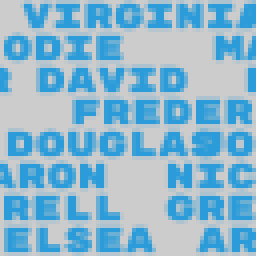 VIRGINIA
ODIE MA
R DAVID
FREDER
DOUGLAS
ARON NIC
RELL GRE
ELSEA AR